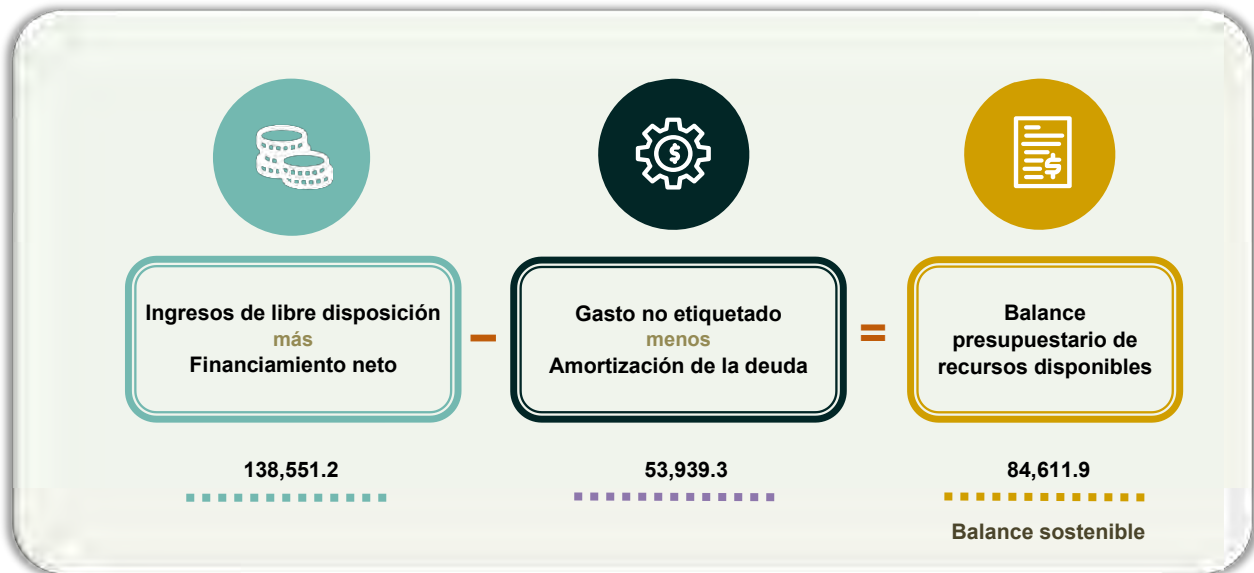 Ingresos de libre disposición
más
Financiamiento neto
−
Gasto no etiquetado
menos
Amortización de la deuda
=
Balance
presupuestario de
recursos disponibles
138,551.2
53,939.3
84,611.9
Balance sostenible